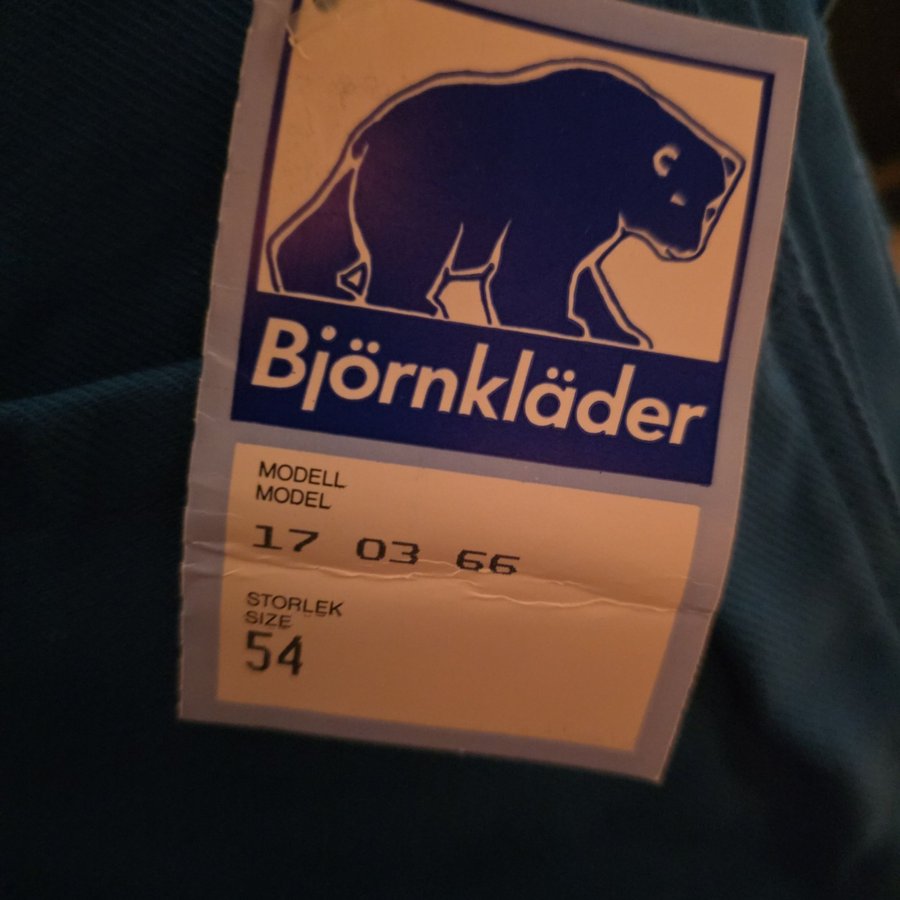 Björnkläder
MODELL
MODEL
17 03 66
STORLEK
SIZE
54